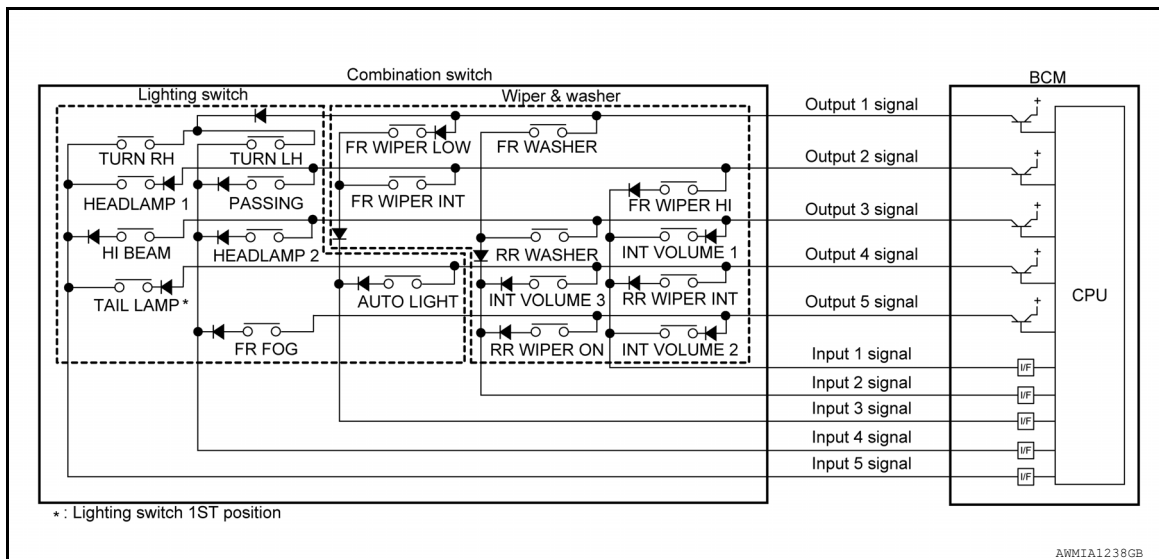 Combination switch
BCM
Lighting switch
Wiper & washer
Output 1 signal
+
TURN RH
TURN LH
FR WIPER LOW
FR WASHER
Output 2 signal
+
HEADLAMP 1
PASSING
FR WIPER INT
FR WIPER HI
Output 3 signal
+
HI BEAM
HEADLAMP 2
RR WASHER
INT VOLUME 1
Output 4 signal
+
TAIL LAMP*
AUTO LIGHT
INT VOLUME 3
RR WIPER INT
CPU
Output 5 signal
+
FR FOG
RR WIPER ON
INT VOLUME 2
Input 1 signal
I/F
Input 2 signal
I/F
Input 3 signal
I/F
Input 4 signal
I/F
Input 5 signal
I/F
* : Lighting switch 1ST position
AWMIA1238GB